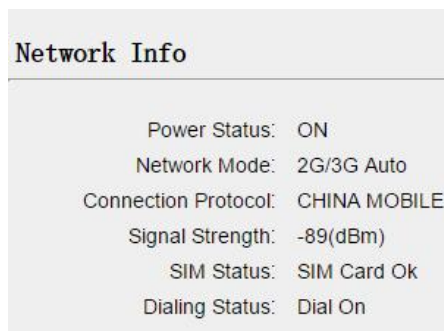 Network Info
Power Status: ON
Network Mode: 2G/3G Auto
Connection Protocol: CHINA MOBILE
Signal Strength: -89(dBm)
SIM Status: SIM Card Ok
Dialing Status: Dial On